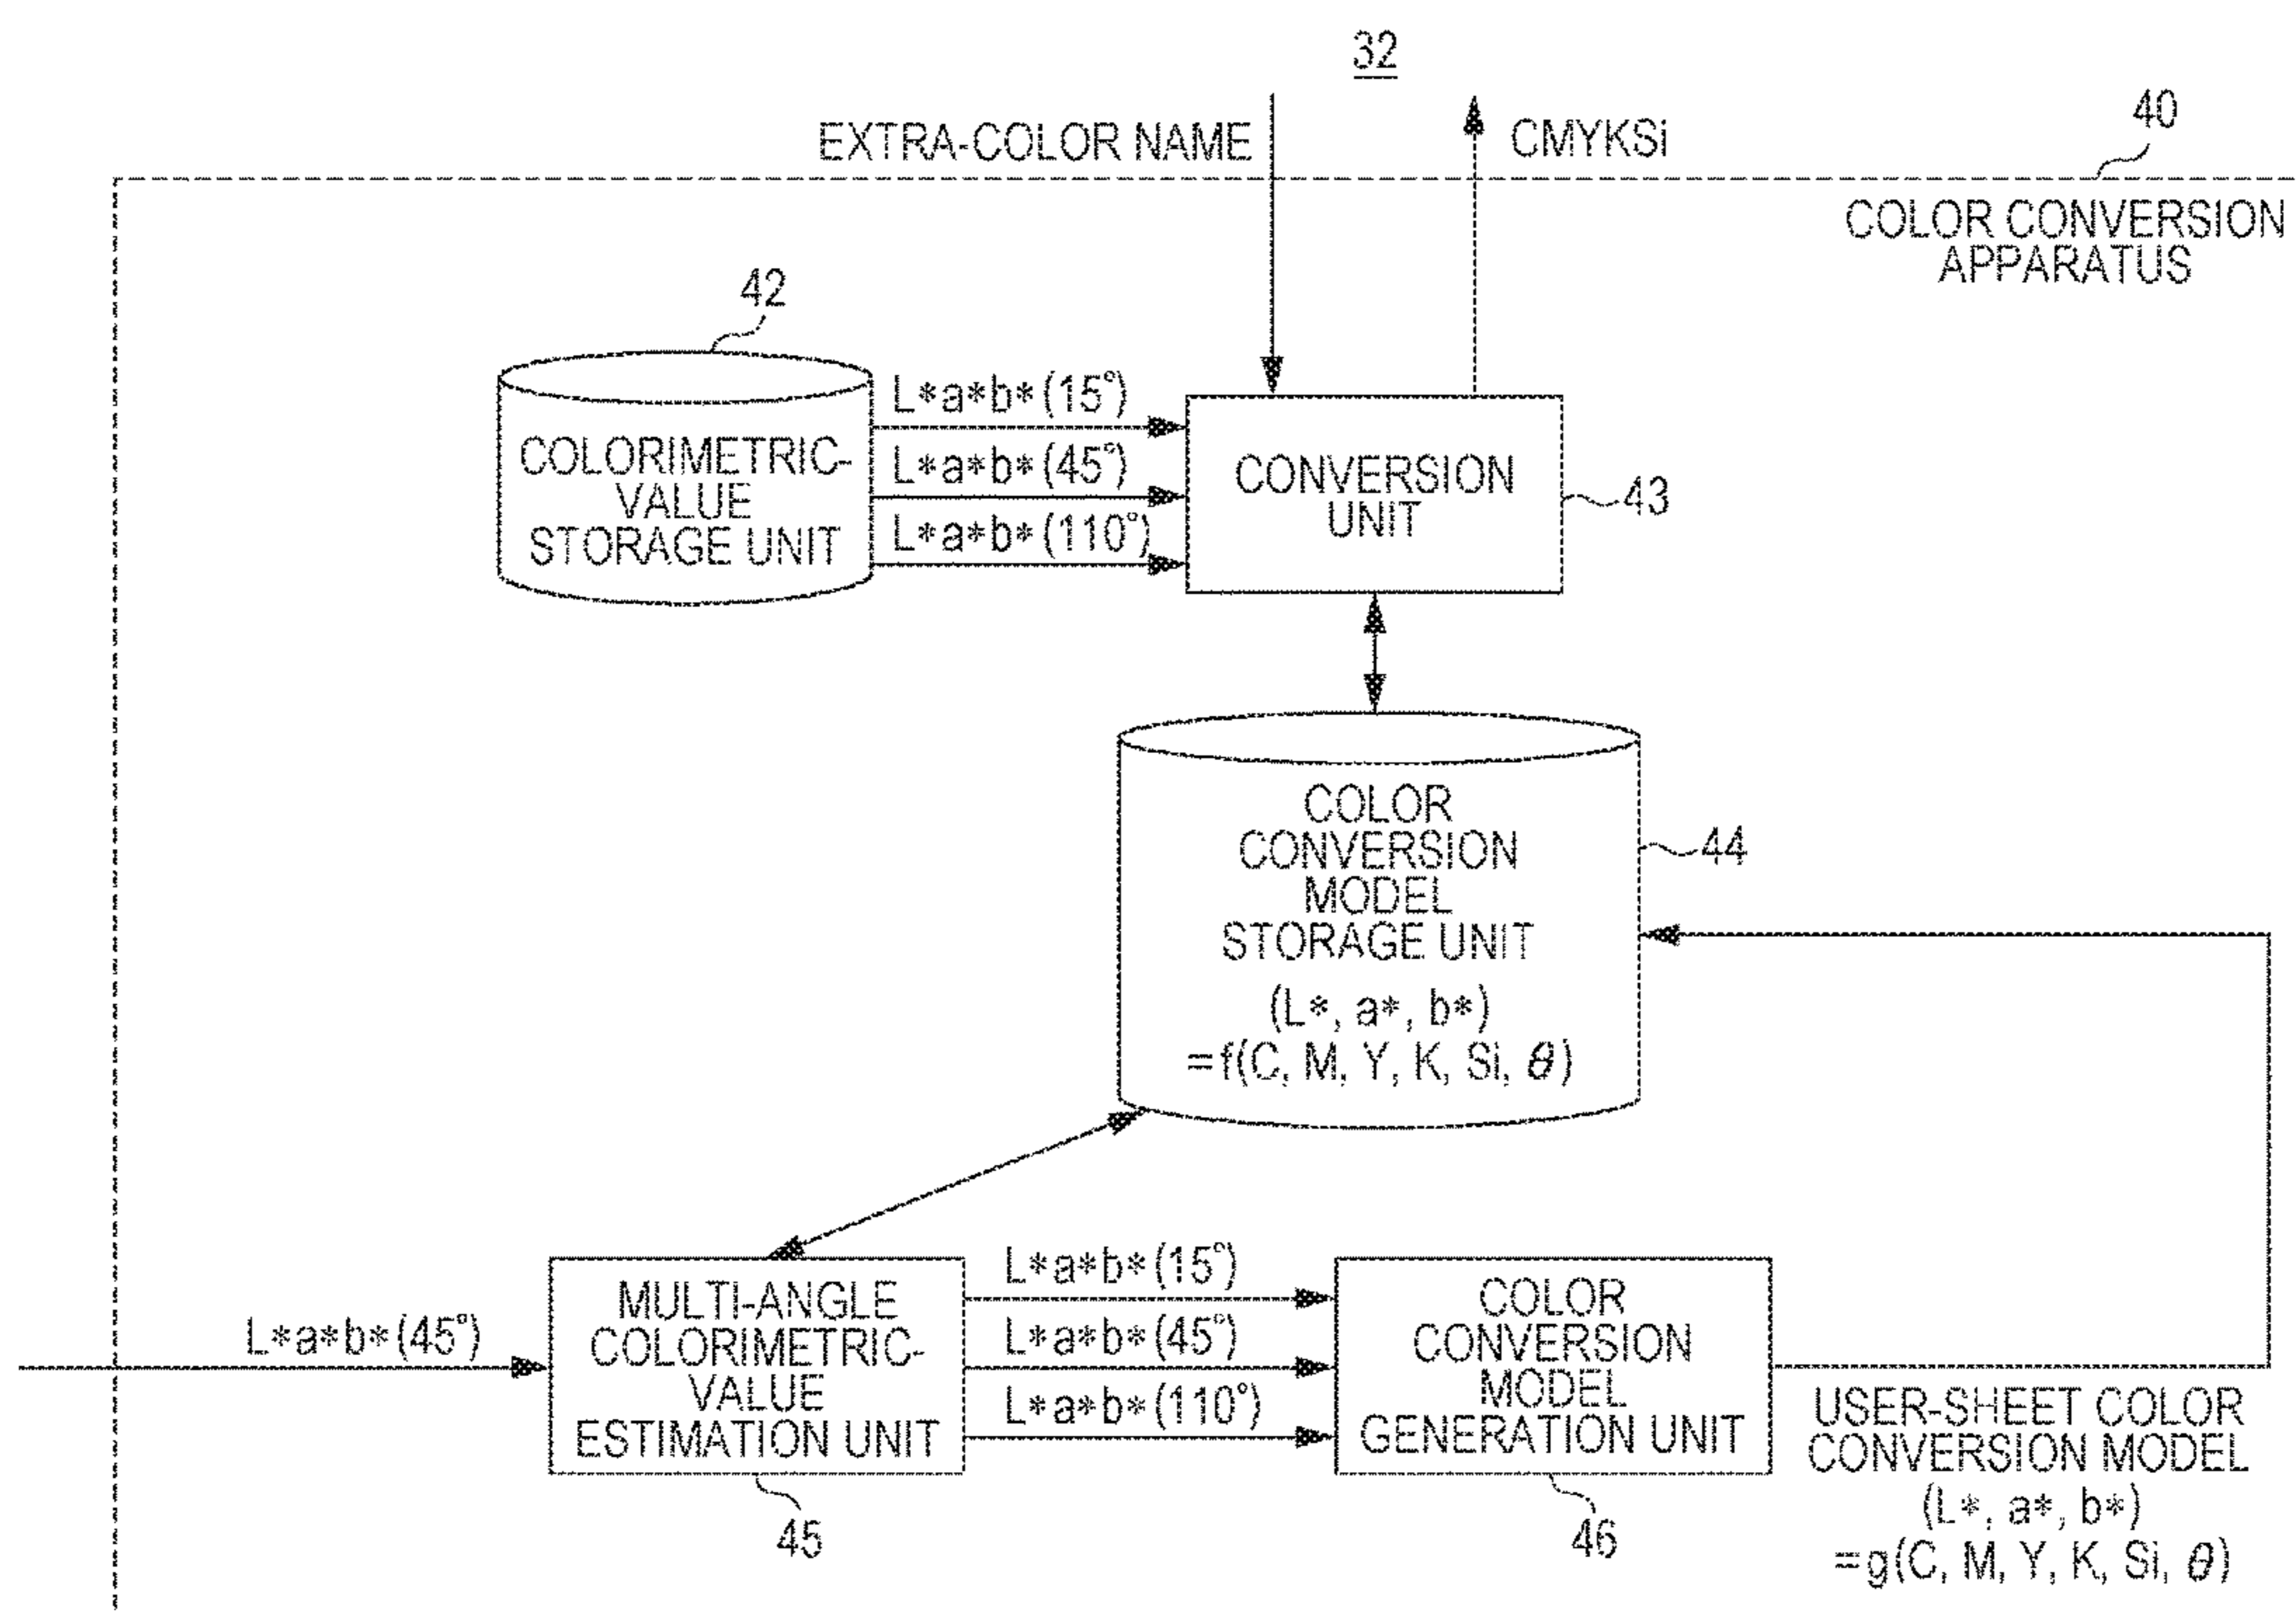 32
EXTRA-COLOR NAME
CMYKSi
40
COLOR CONVERSION
APPARATUS
42
COLORIMETRIC-
VALUE
STORAGE UNIT
L*a*b*(15°)
L*a*b*(45°)
L*a*b*(110°)
CONVERSION
UNIT
43
COLOR
CONVERSION
MODEL
STORAGE UNIT
(L*, a*, b*)
=f(C, M, Y, K, Si, θ)
44
L*a*b*(45°)
MULTI-ANGLE
COLORIMETRIC-
VALUE
ESTIMATION UNIT
45
L*a*b*(15°)
L*a*b*(45°)
L*a*b*(110°)
COLOR
CONVERSION
MODEL
GENERATION UNIT
46
USER-SHEET COLOR
CONVERSION MODEL
(L*, a*, b*)
=g(C, M, Y, K, Si, θ)